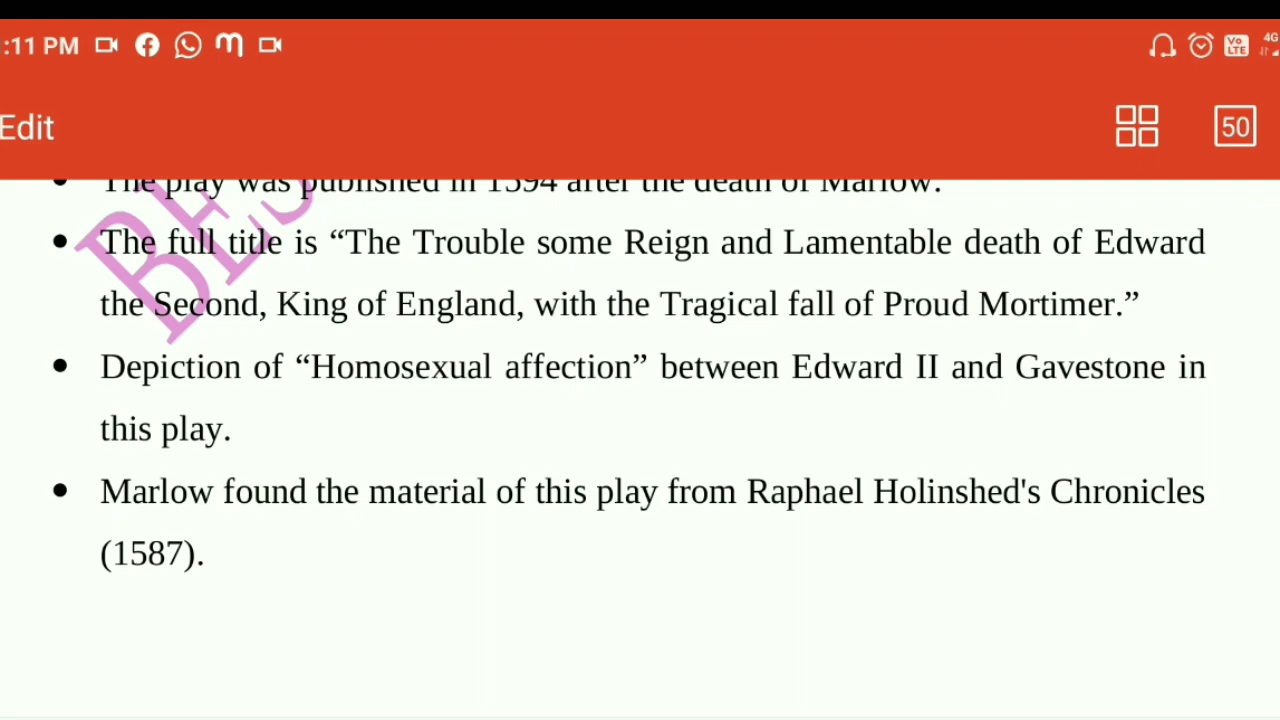 :11 PM
VoLTE 4G
Edit
50
The play was published in 1594 after the death of Marlow.
BES
The full title is “The Trouble some Reign and Lamentable death of Edward
the Second, King of England, with the Tragical fall of Proud Mortimer.”
Depiction of “Homosexual affection” between Edward II and Gavestone in
this play.
Marlow found the material of this play from Raphael Holinshed's Chronicles
(1587).